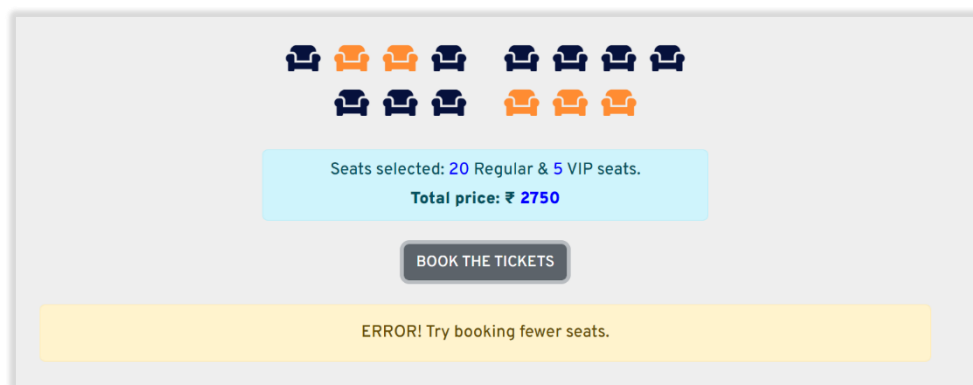 Seats selected: 20 Regular & 5 VIP seats.
Total price: ₹ 2750
BOOK THE TICKETS
ERROR! Try booking fewer seats.